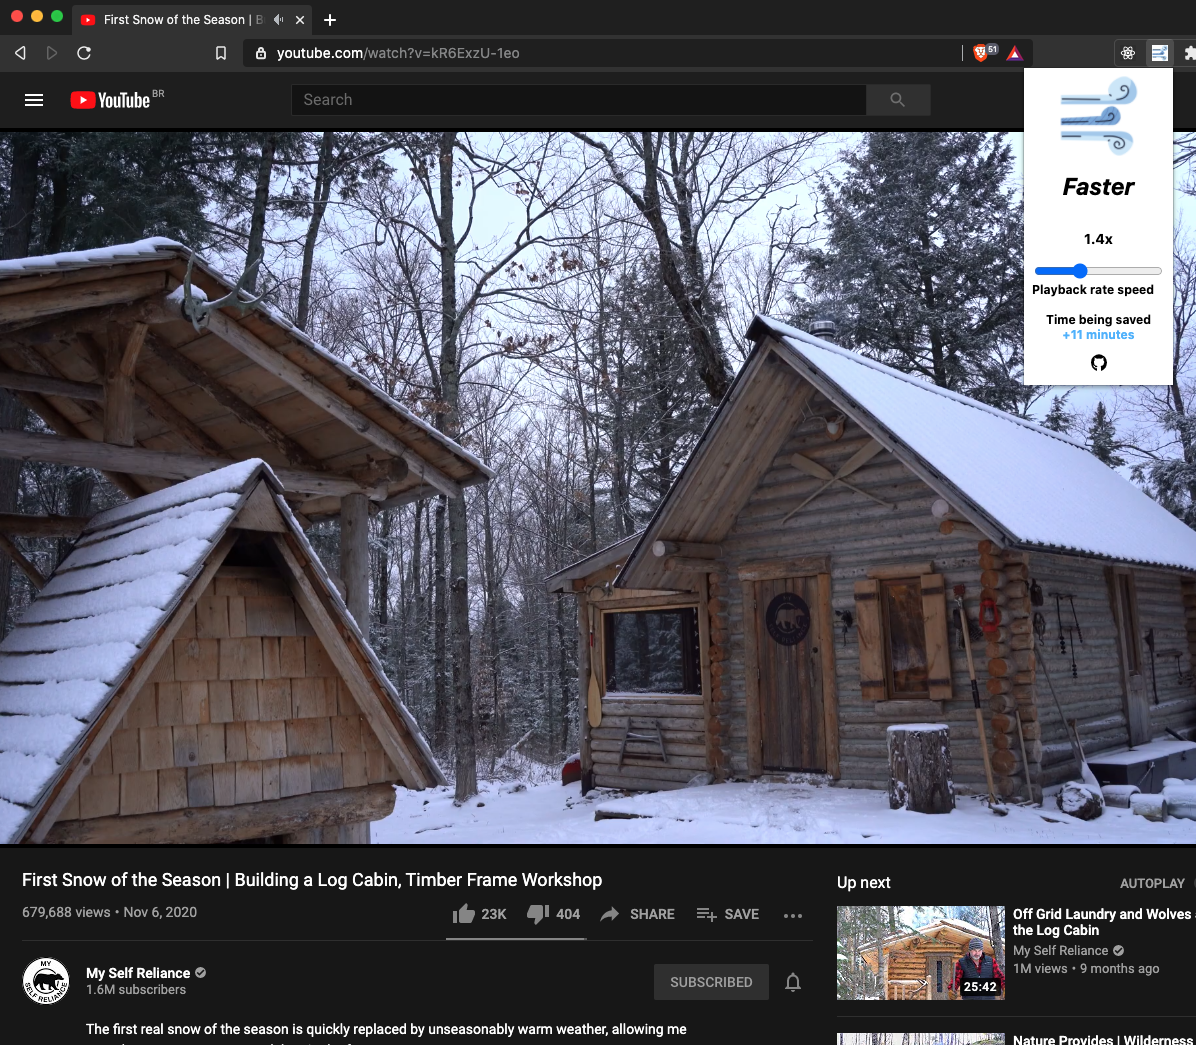 First Snow of the Season | B
youtube.com/watch?v=kR6ExzU-1eo
51
YouTube BR
Search
Faster
1.4x
Playback rate speed
Time being saved
+11 minutes
First Snow of the Season | Building a Log Cabin, Timber Frame Workshop
679,688 views • Nov 6, 2020
23K
404
SHARE
SAVE
MY
SELF RELIANCE
My Self Reliance
1.6M subscribers
SUBSCRIBED
The first real snow of the season is quickly replaced by unseasonably warm weather, allowing me
Up next
AUTOPLAY
25:42
Off Grid Laundry and Wolves
the Log Cabin
My Self Reliance
1M views • 9 months ago
Nature Provides | Wilderness